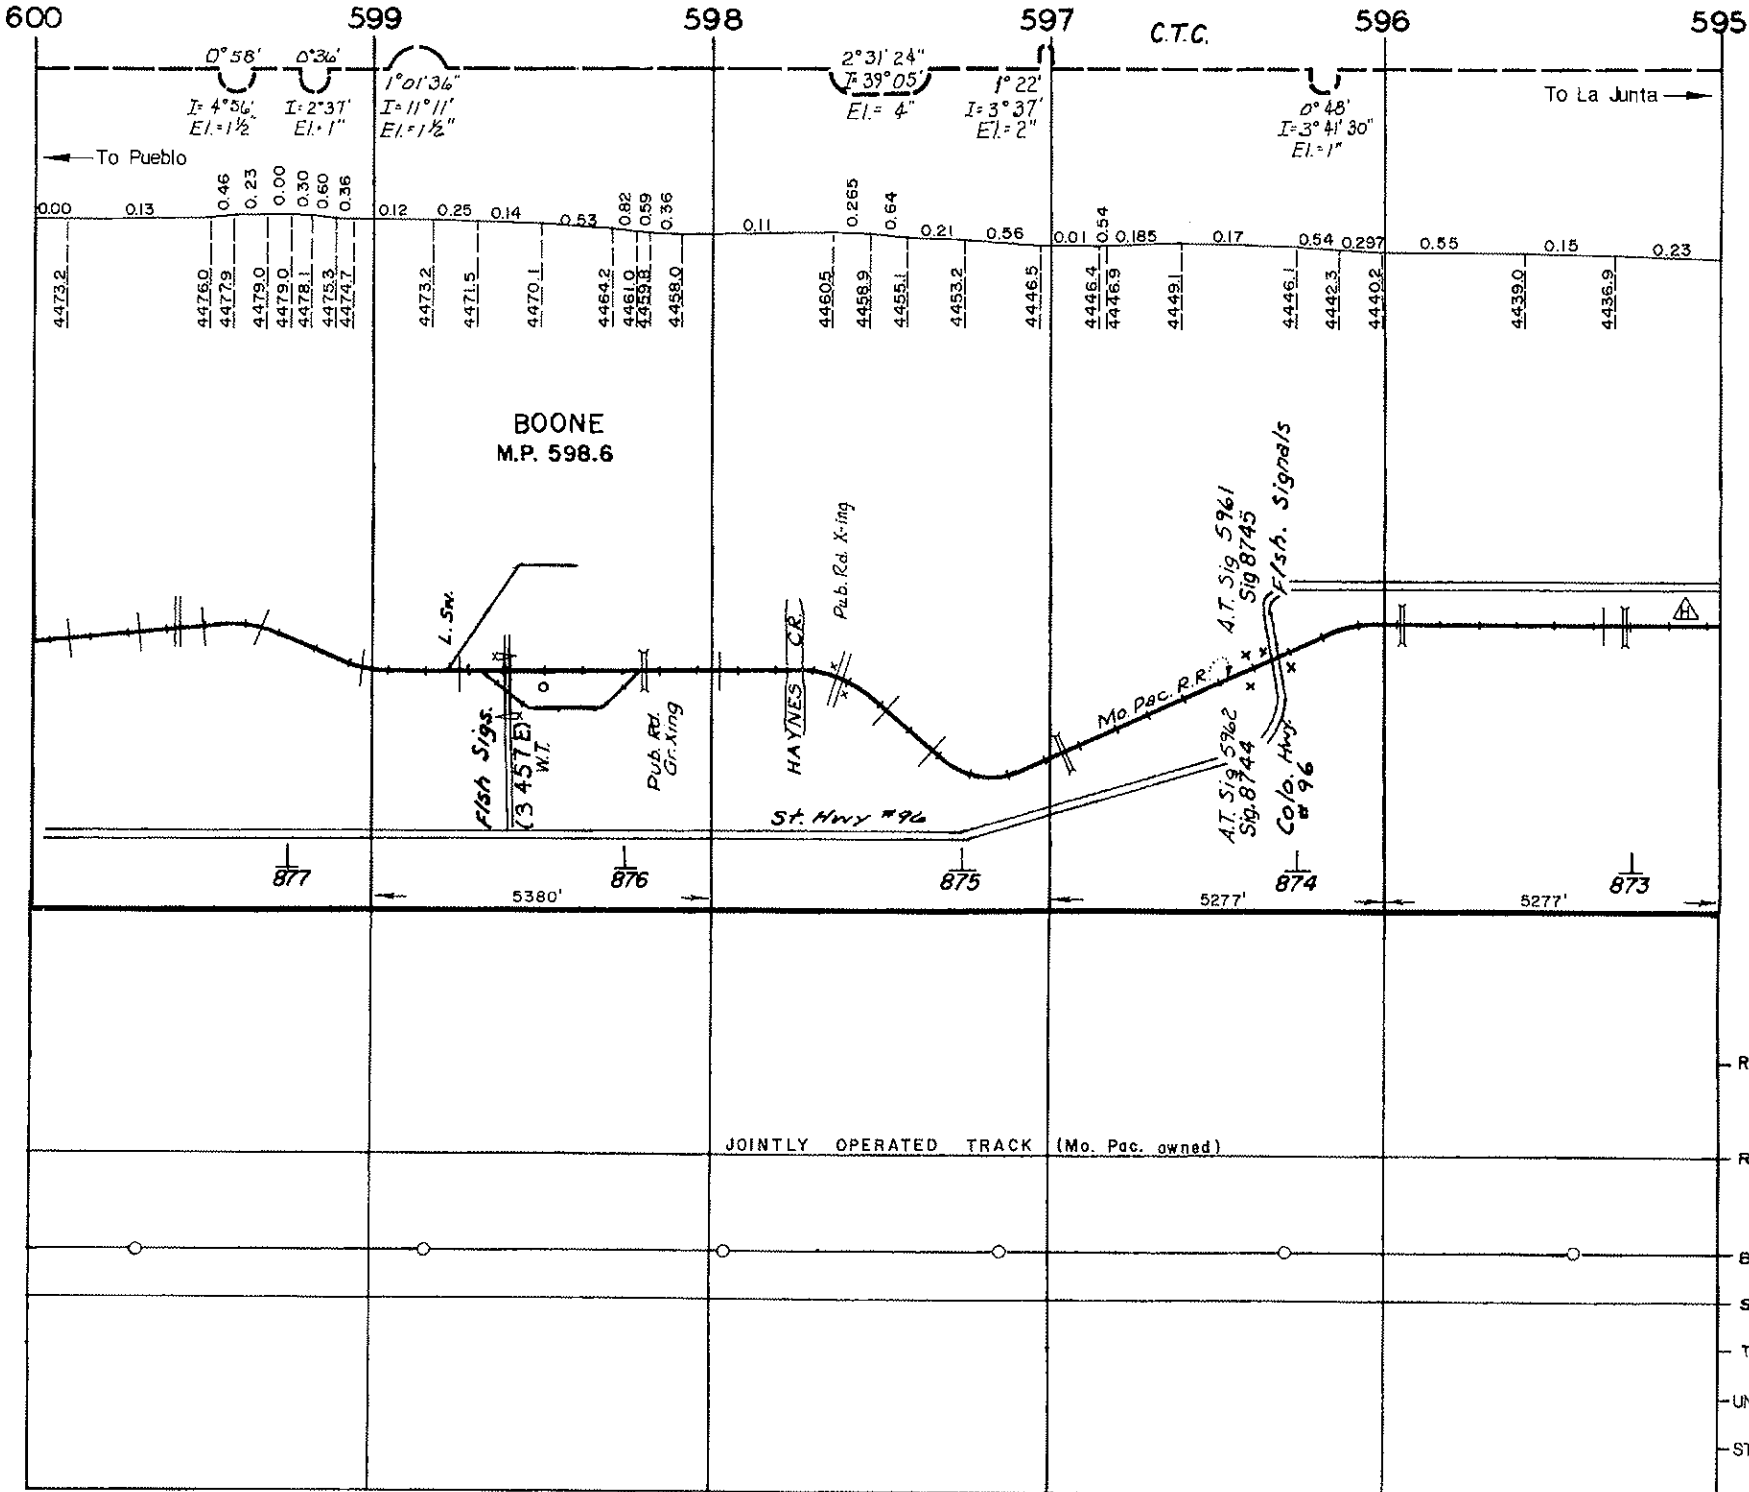 600 599 598 597 596 595
C.T.C.
0°58'
I= 4°56'
El.=1½"
0°36'
I=2°37'
El.=1"
1°01'36"
I=11°11'
El.=1½"
2°31'24"
I=39°05'
El.= 4"
1°22'
I=3°37'
El.=2"
0°48'
I=3°41'30"
El.=1"
To La Junta
To Pueblo
0.00 0.13 0.46 0.23 0.00 0.30 0.60 0.36 0.12 0.25 0.14 0.53 0.82 0.59 0.36 0.11 0.265 0.64 0.21 0.56 0.01 0.54 0.185 0.17 0.54 0.297 0.55 0.15 0.23
4473.2 4476.0 4477.9 4479.0 4479.0 4478.1 4475.3 4474.7 4473.2 4471.5 4470.1 4464.2 4461.0 4459.8 4458.0 4460.5 4458.9 4455.1 4453.2 4446.5 4446.4 4446.9 4449.1 4446.1 4442.3 4440.2 4439.0 4436.9
BOONE
M.P. 598.6
L. Sw.
Flsh Sigs.
(3 457 E)
W.T.
Pub. Rd.
Gr. Xing
HAYNES CR.
Pub. Rd. X-ing
Mo. Pac. R.R.
A.T. Sig 5961
Sig 8745
Flsh. Signals
A.T. Sig 5962
Sig. 8744
Colo. Hwy.
# 96
H
St. Hwy #96
877 876 875 874 873
5380' 5277' 5277'
JOINTLY OPERATED TRACK (Mo. Pac. owned)
R
R
B
S
T
UN
ST